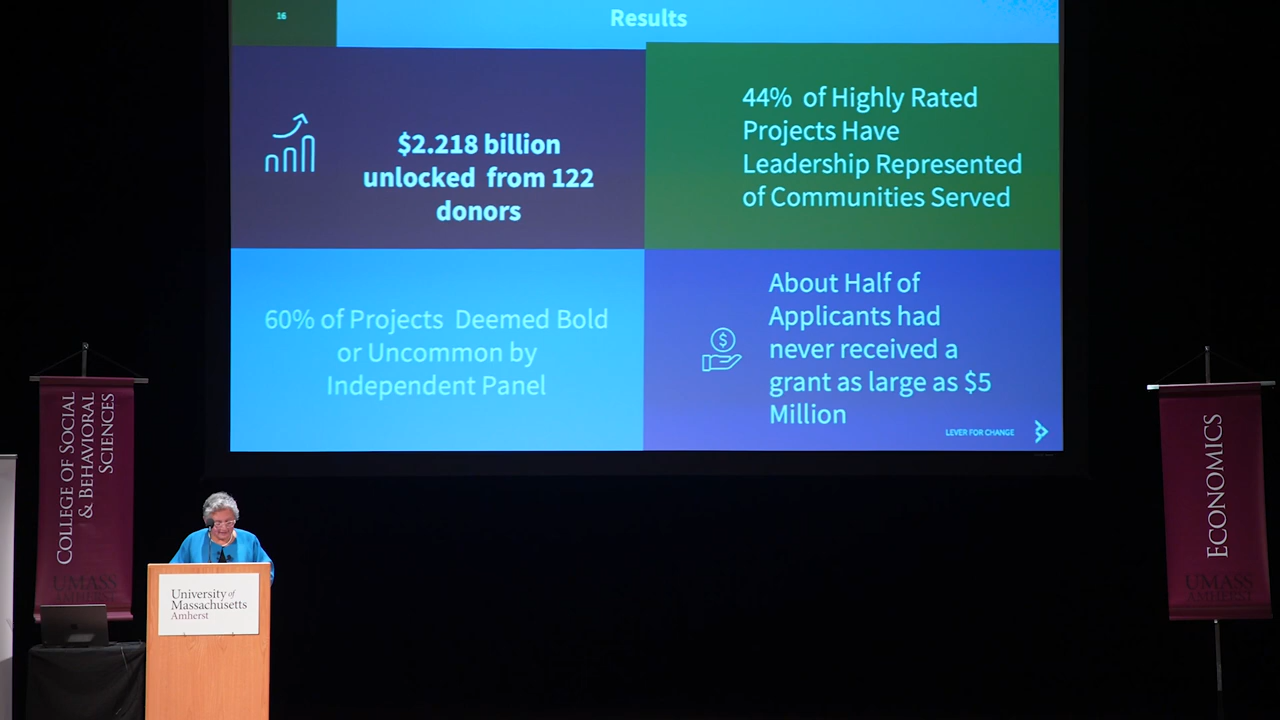 16
Results
$2.218 billion
unlocked from 122
donors
44% of Highly Rated
Projects Have
Leadership Represented
of Communities Served
60% of Projects Deemed Bold
or Uncommon by
Independent Panel
About Half of
Applicants had
never received a
grant as large as $5
Million
$
LEVER FOR CHANGE
COLLEGE OF SOCIAL
& BEHAVIORAL
SCIENCES
UMASS
AMHERST
University of
Massachusetts
Amherst
ECONOMICS
UMASS
AMHERST